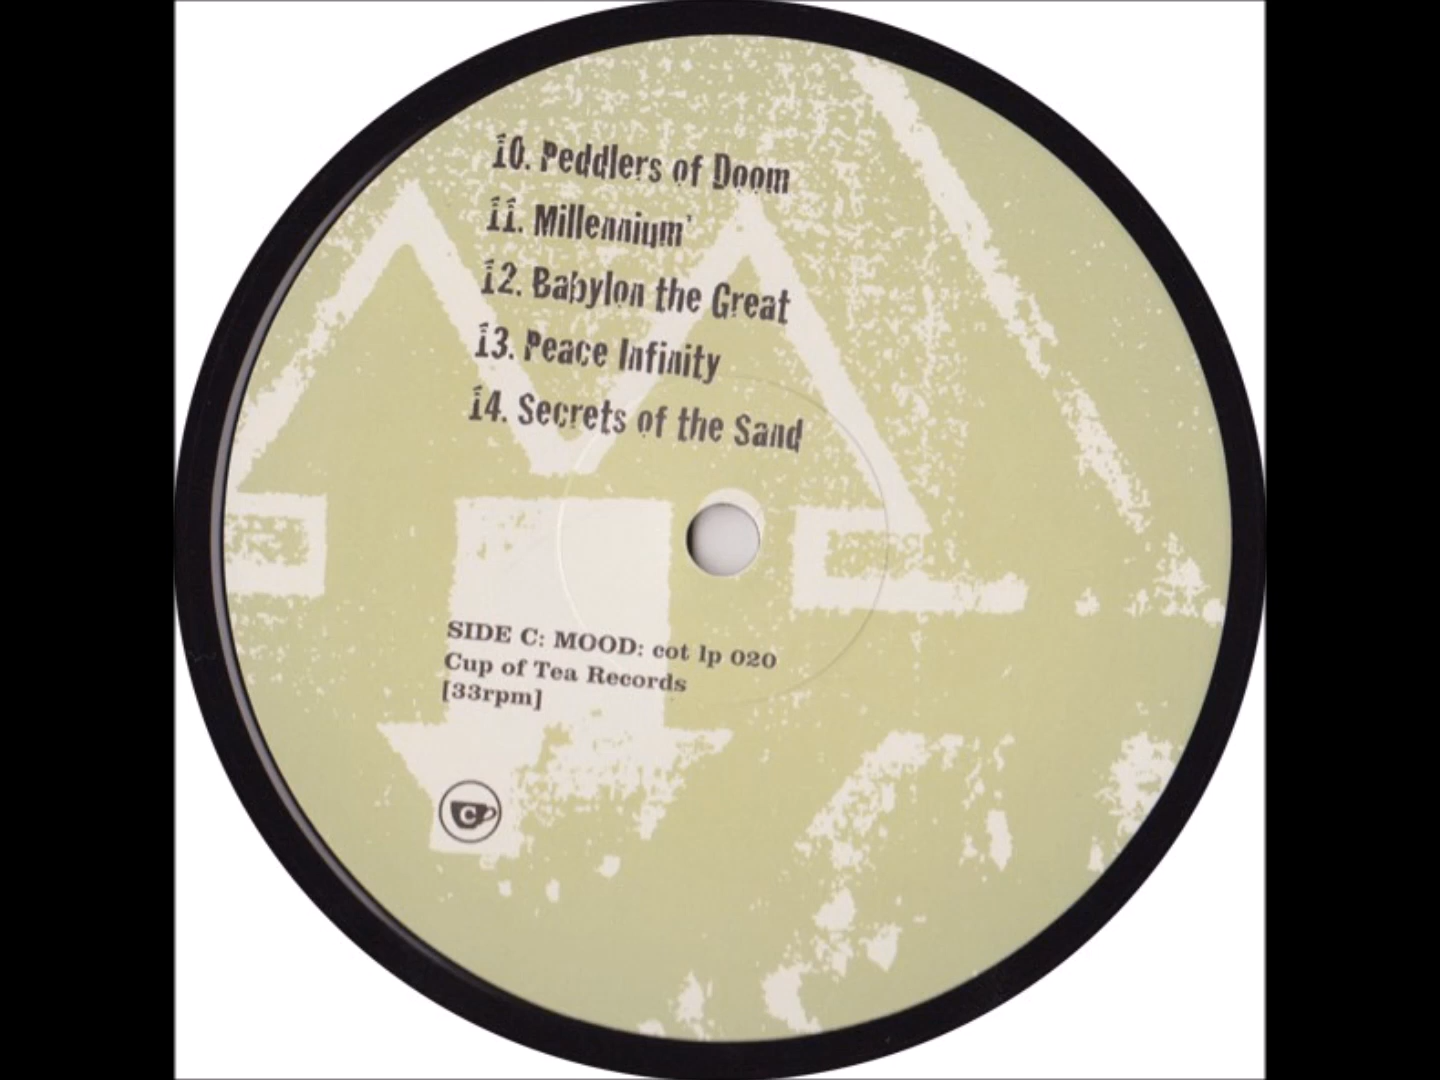 10. Peddlers of Doom
11. Millennium'
12. Babylon the Great
13. Peace Infinity
14. Secrets of the Sand
SIDE C: MOOD: cot lp 020
Cup of Tea Records
[33rpm]
C